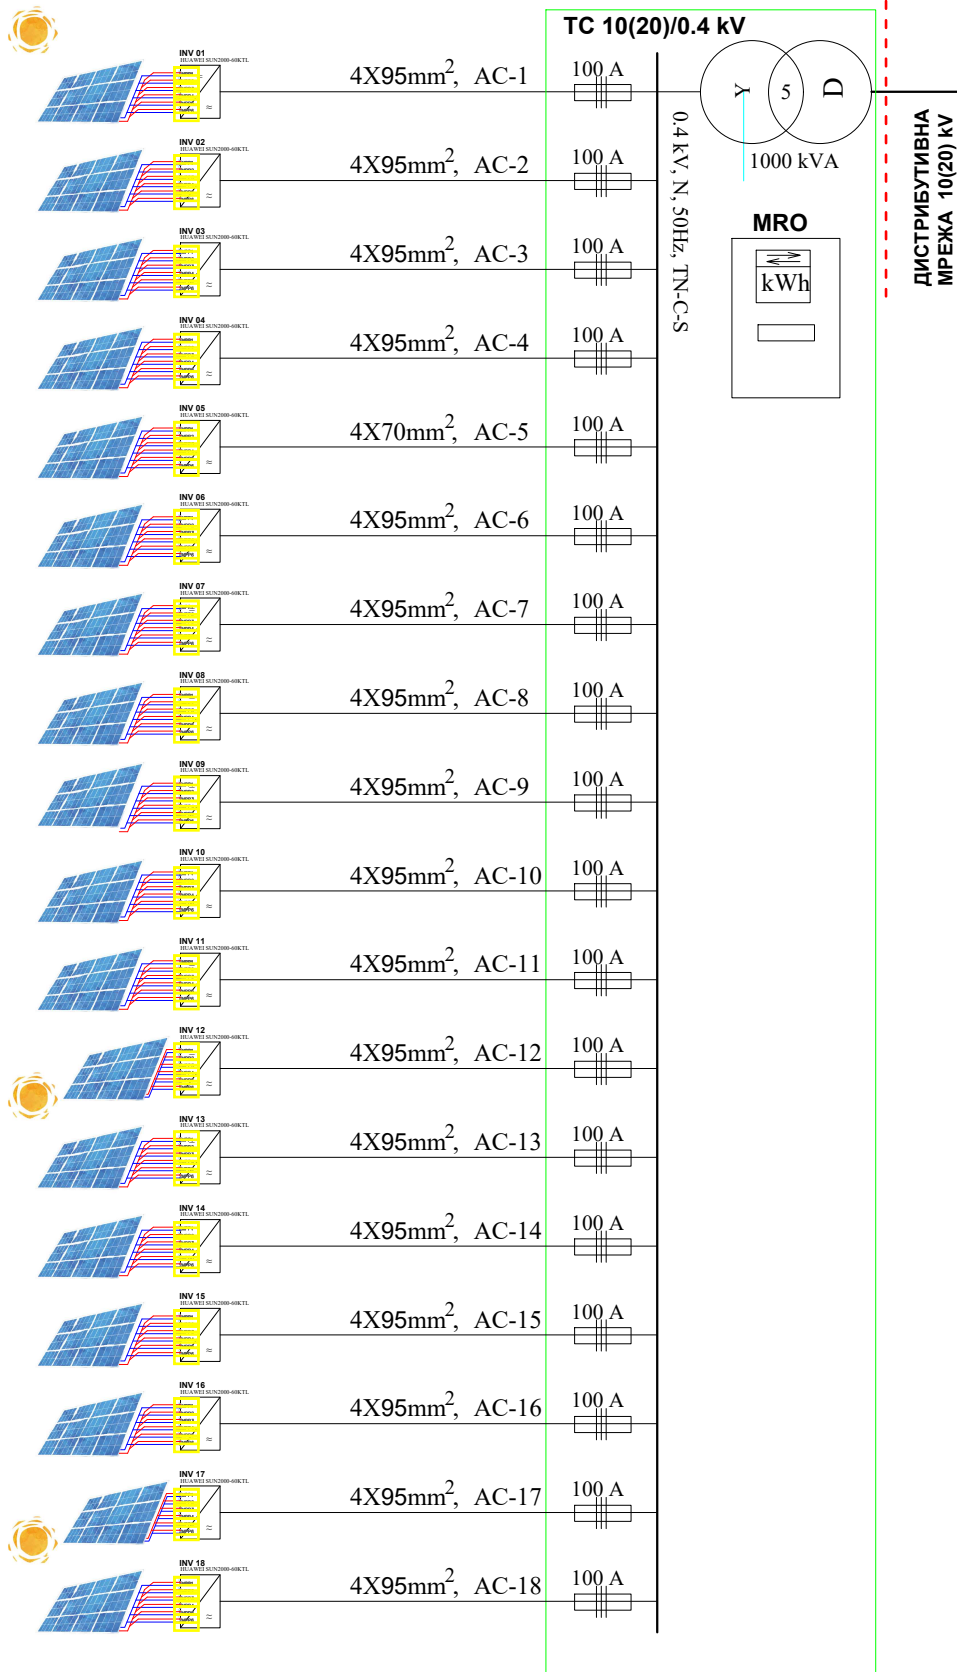 TC 10(20)/0.4 kV
INV 01
HUAWEI SUN2000-60KTL
4X95mm², AC-1
100 A
Y
5
D
1000 kVA
0.4 kV, N, 50Hz, TN-C-S
ДИСТРИБУТИВНА
МРЕЖА 10(20) kV
MRO
kWh
INV 02
HUAWEI SUN2000-60KTL
4X95mm², AC-2
100 A
INV 03
HUAWEI SUN2000-60KTL
4X95mm², AC-3
100 A
INV 04
HUAWEI SUN2000-60KTL
4X95mm², AC-4
100 A
INV 05
HUAWEI SUN2000-60KTL
4X70mm², AC-5
100 A
INV 06
HUAWEI SUN2000-60KTL
4X95mm², AC-6
100 A
INV 07
HUAWEI SUN2000-60KTL
4X95mm², AC-7
100 A
INV 08
HUAWEI SUN2000-60KTL
4X95mm², AC-8
100 A
INV 09
HUAWEI SUN2000-60KTL
4X95mm², AC-9
100 A
INV 10
HUAWEI SUN2000-60KTL
4X95mm², AC-10
100 A
INV 11
HUAWEI SUN2000-60KTL
4X95mm², AC-11
100 A
INV 12
HUAWEI SUN2000-60KTL
4X95mm², AC-12
100 A
INV 13
HUAWEI SUN2000-60KTL
4X95mm², AC-13
100 A
INV 14
HUAWEI SUN2000-60KTL
4X95mm², AC-14
100 A
INV 15
HUAWEI SUN2000-60KTL
4X95mm², AC-15
100 A
INV 16
HUAWEI SUN2000-60KTL
4X95mm², AC-16
100 A
INV 17
HUAWEI SUN2000-60KTL
4X95mm², AC-17
100 A
INV 18
HUAWEI SUN2000-60KTL
4X95mm², AC-18
100 A